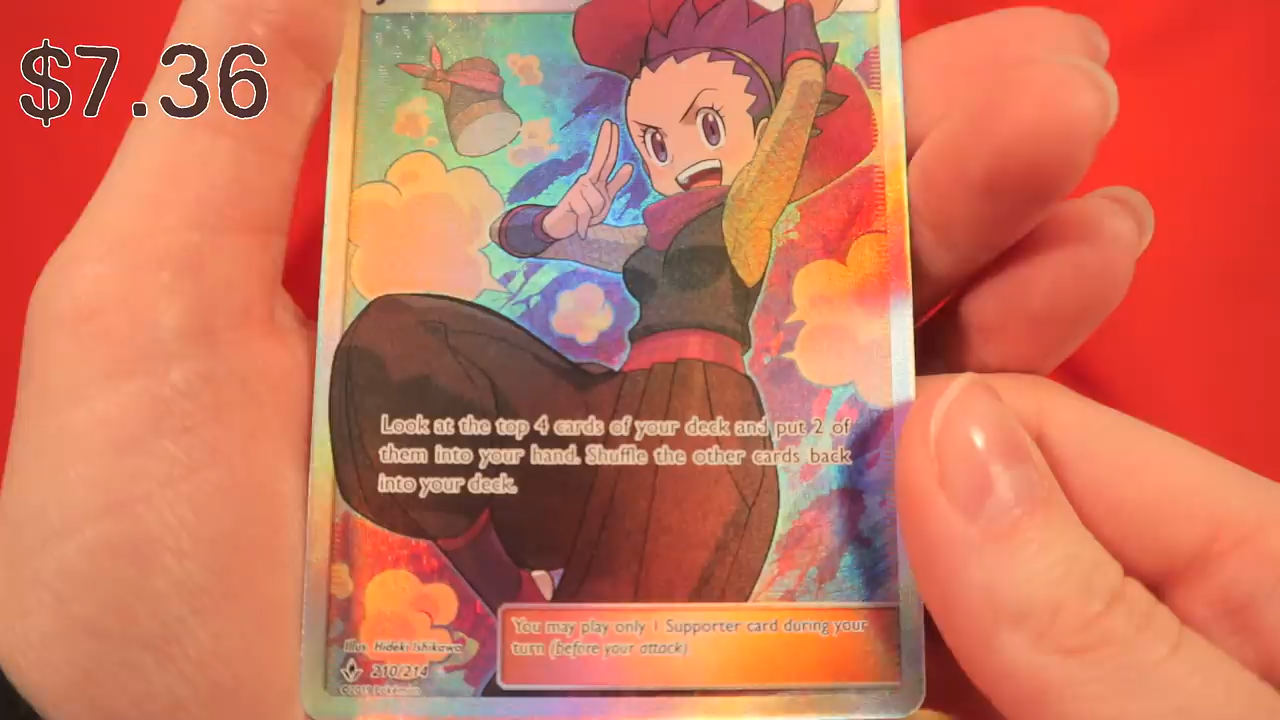 $7.36
Look at the top 4 cards of your deck and put 2 of
them into your hand. Shuffle the other cards back
into your deck.
You may play only 1 Supporter card during your
turn (before your attack)
Illus. Hideki Ishikawa
210/214
©2019 Pokémon